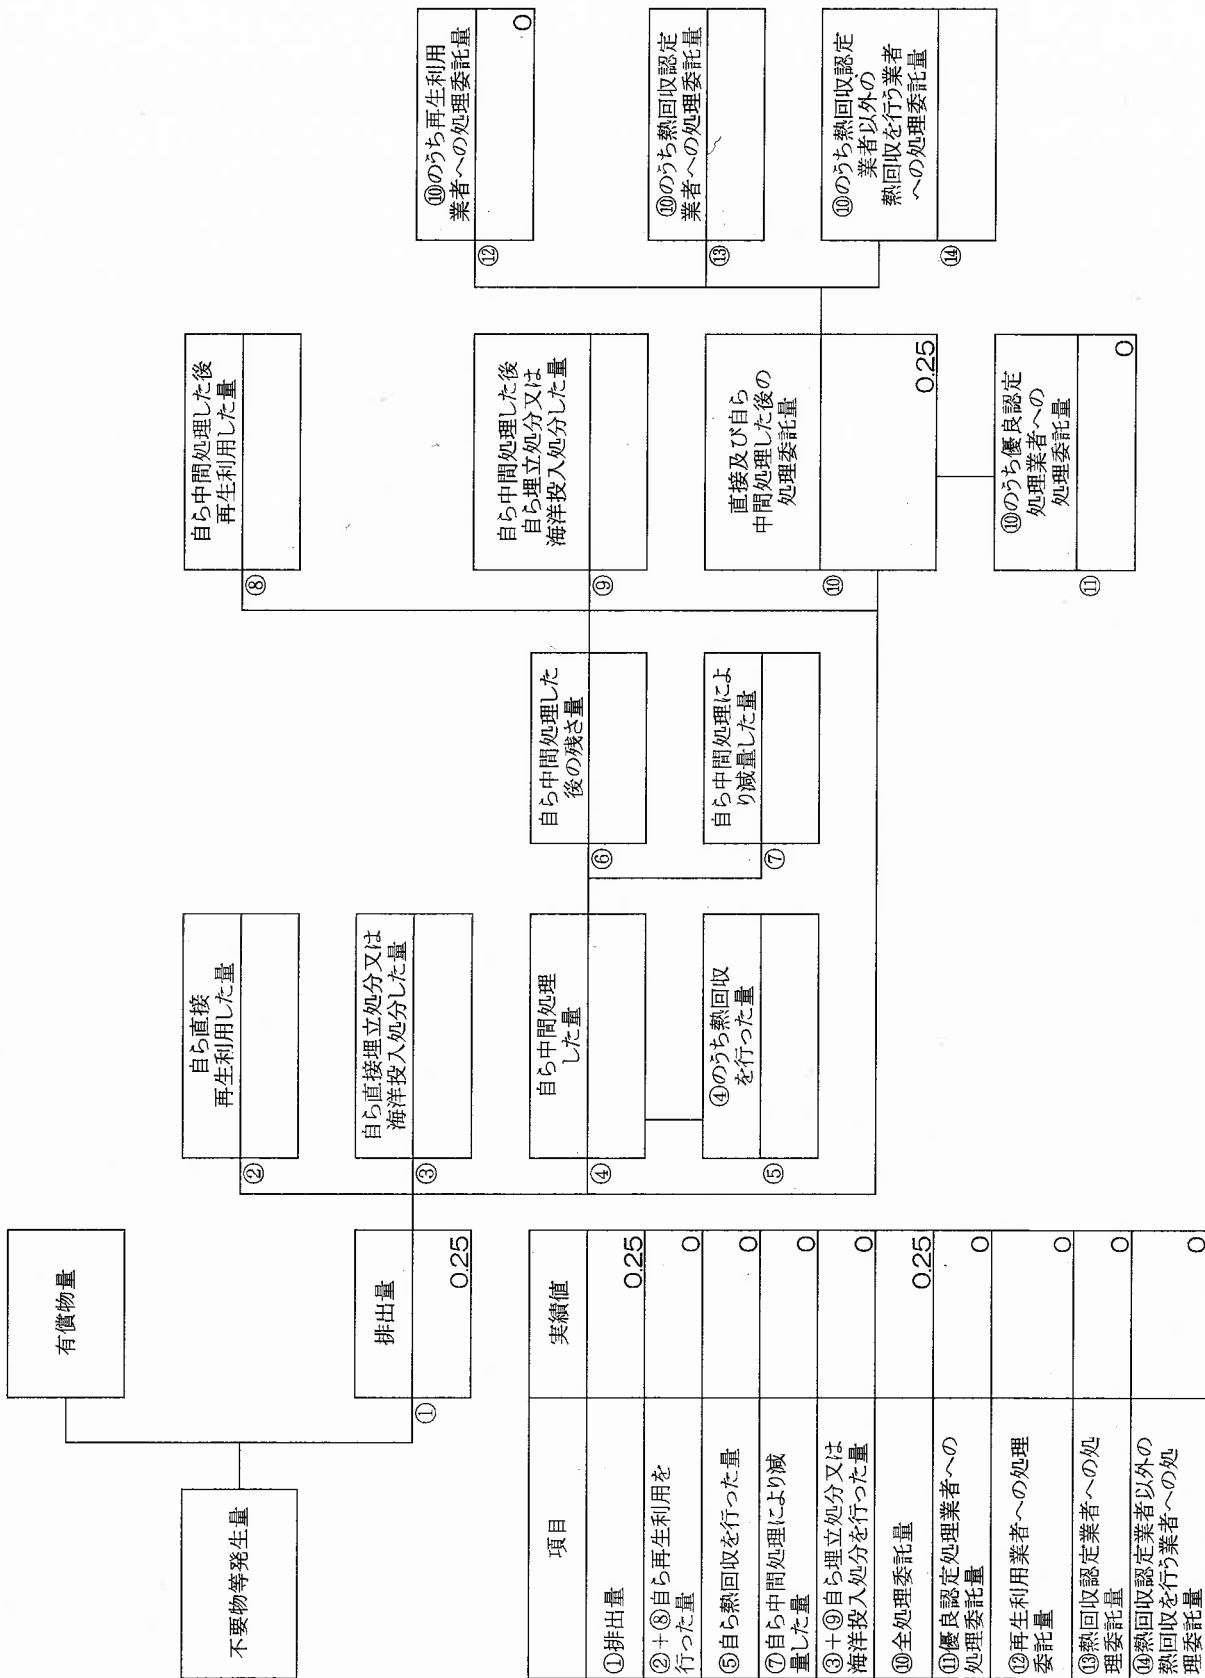 不要物等発生量
有償物量
排出量
①
0.25
自ら直接
再生利用した量
②
自ら直接埋立処分又は
海洋投入処分した量
③
自ら中間処理
した量
④
④のうち熱回収
を行った量
⑤
自ら中間処理した
後の残さ量
⑥
自ら中間処理によ
り減量した量
⑦
自ら中間処理した後
再生利用した量
⑧
自ら中間処理した後
自ら埋立処分又は
海洋投入処分した量
⑨
直接及び自ら
中間処理した後の
処理委託量
⑩
0.25
⑩のうち優良認定
処理業者への
処理委託量
⑪
0
⑩のうち再生利用
業者への処理委託量
⑫
0
⑩のうち熱回収認定
業者への処理委託量
⑬
⑩のうち熱回収認定
業者以外の
熱回収を行う業者
への処理委託量
⑭
項目 実績値
①排出量 0.25
②+⑧自ら再生利用を
行った量 0
⑤自ら熱回収を行った量 0
⑦自ら中間処理により減
量した量 0
③+⑨自ら埋立処分又は
海洋投入処分を行った量 0
⑩全処理委託量 0.25
⑪優良認定処理業者への
処理委託量 0
⑫再生利用業者への処理
委託量 0
⑬熱回収認定業者への処
理委託量 0
⑭熱回収認定業者以外の
熱回収を行う業者への処
理委託量 0